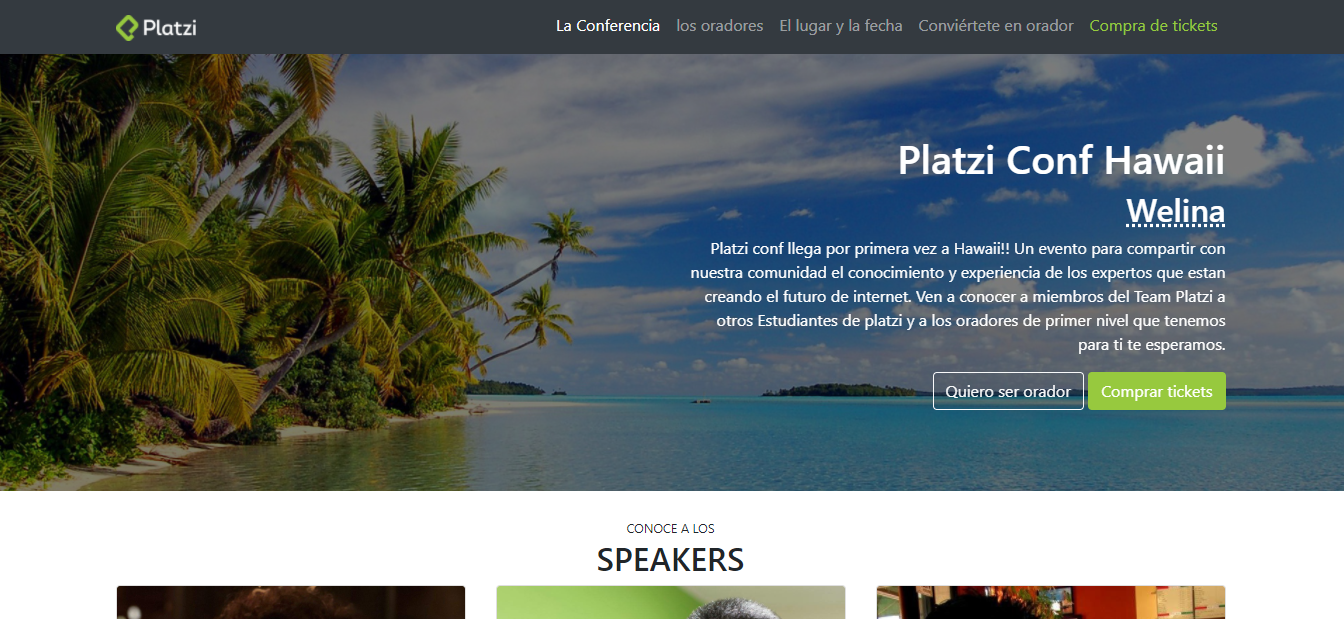 Platzi
La Conferencia los oradores El lugar y la fecha Conviértete en orador Compra de tickets
Platzi Conf Hawaii
Welina
Platzi conf llega por primera vez a Hawaii!! Un evento para compartir con
nuestra comunidad el conocimiento y experiencia de los expertos que estan
creando el futuro de internet. Ven a conocer a miembros del Team Platzi a
otros Estudiantes de platzi y a los oradores de primer nivel que tenemos
para ti te esperamos.
Quiero ser orador Comprar tickets
CONOCE A LOS
SPEAKERS